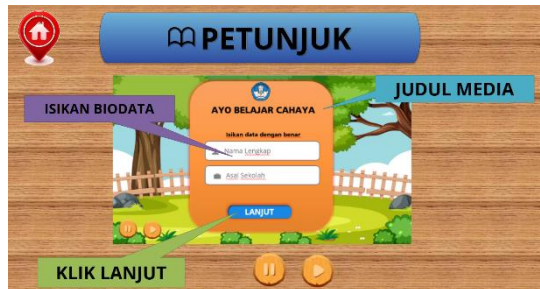 PETUNJUK
JUDUL MEDIA
ISIKAN BIODATA
AYO BELAJAR CAHAYA
Isikan data dengan benar
Nama Lengkap
Asal Sekolah
LANJUT
KLIK LANJUT